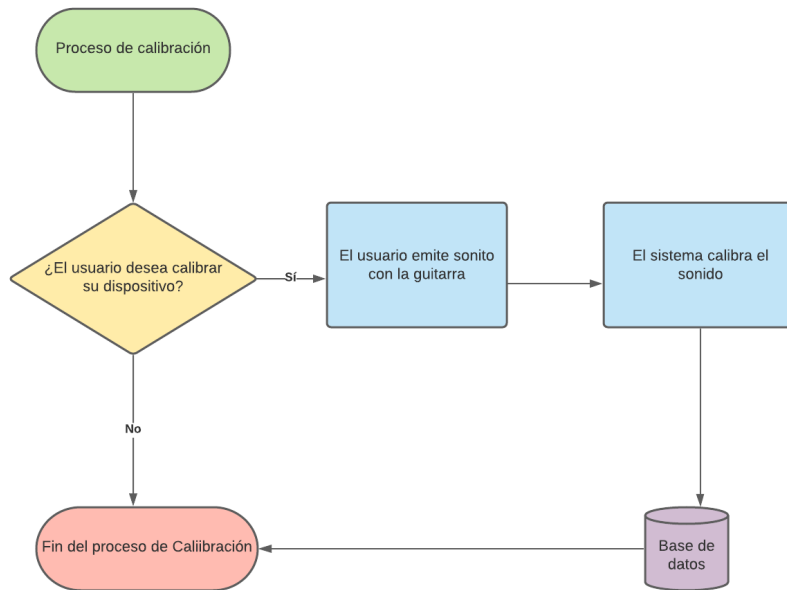 Proceso de calibración
¿El usuario desea calibrar
su dispositivo?
Sí
El usuario emite sonito
con la guitarra
El sistema calibra el
sonido
No
Fin del proceso de Caliibración
Base de
datos